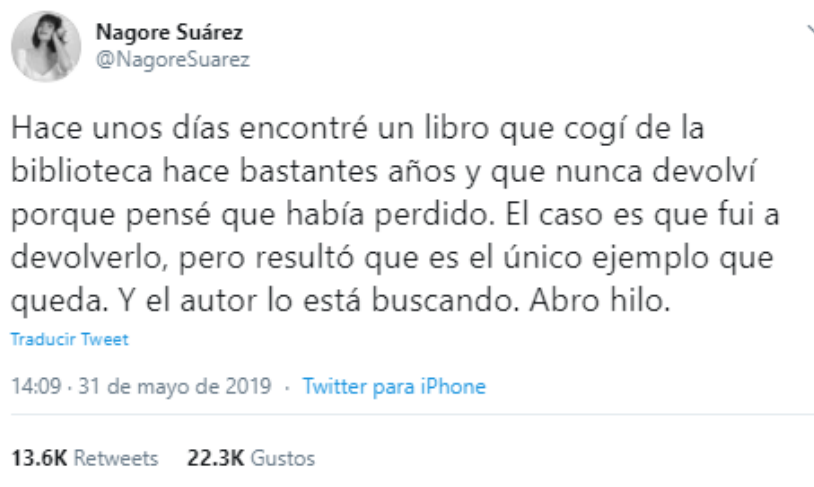 Nagore Suárez
@NagoreSuarez
Hace unos días encontré un libro que cogí de la
biblioteca hace bastantes años y que nunca devolví
porque pensé que había perdido. El caso es que fui a
devolverlo, pero resultó que es el único ejemplo que
queda. Y el autor lo está buscando. Abro hilo.
Traducir Tweet
14:09 · 31 de mayo de 2019 · Twitter para iPhone
13.6K Retweets 22.3K Gustos